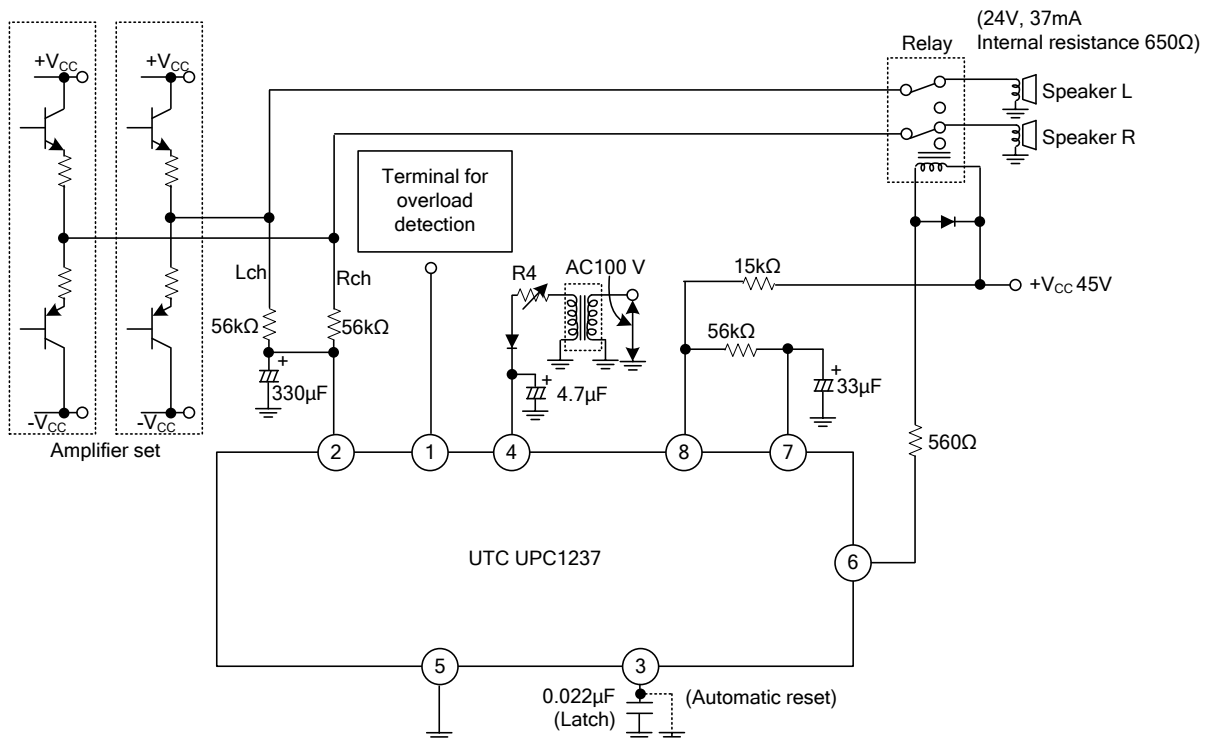 (24V, 37mA
Internal resistance 650Ω)
Relay
+VCC
+VCC
Speaker L
Speaker R
Terminal for
overload
detection
Lch
Rch
R4
AC100 V
15kΩ
+VCC 45V
56kΩ
56kΩ
56kΩ
+
330µF
+
4.7µF
+
33µF
-VCC
-VCC
Amplifier set
560Ω
2
1
4
8
7
UTC UPC1237
6
5
3
0.022µF
(Latch)
(Automatic reset)